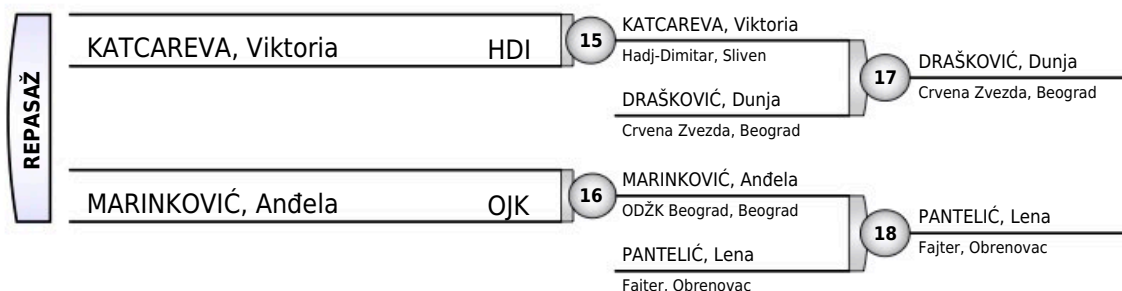 REPASAŽ
KATCAREVA, Viktoria HDI
15
KATCAREVA, Viktoria
Hadj-Dimitar, Sliven
DRAŠKOVIĆ, Dunja
Crvena Zvezda, Beograd
17
DRAŠKOVIĆ, Dunja
Crvena Zvezda, Beograd
MARINKOVIĆ, Anđela OJK
16
MARINKOVIĆ, Anđela
ODŽK Beograd, Beograd
PANTELIĆ, Lena
Fajter, Obrenovac
18
PANTELIĆ, Lena
Fajter, Obrenovac